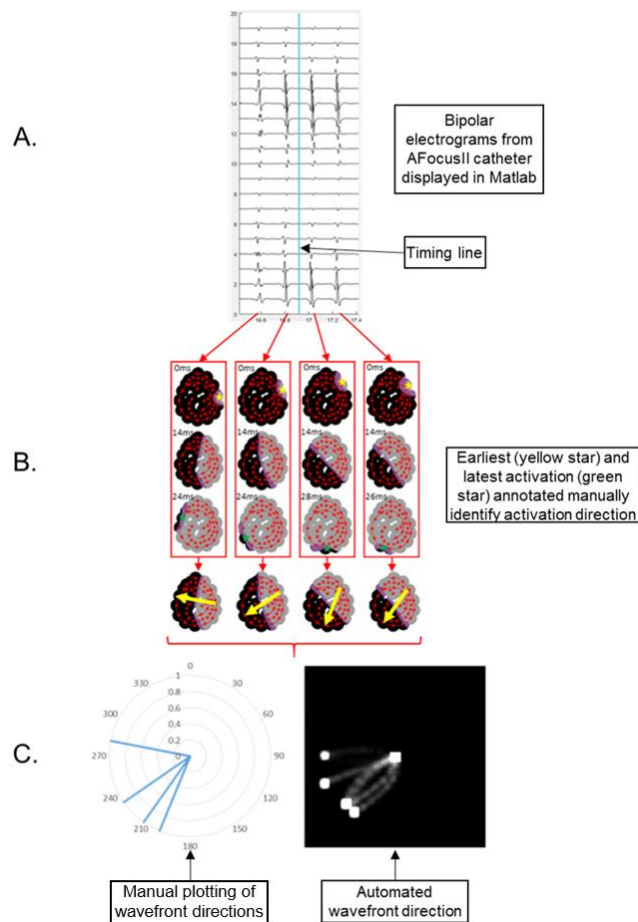 A.
20
18
16
14
12
10
8
6
4
2
0
16.6
16.8
17
17.2
17.4
Bipolar
electrograms from
AFocusII catheter
displayed in Matlab
Timing line
B.
0ms
0ms
0ms
0ms
14ms
14ms
14ms
14ms
24ms
24ms
28ms
26ms
Earliest (yellow star) and
latest activation (green
star) annotated manually
identify activation direction
C.
0
30
60
90
120
150
180
210
240
270
300
330
1
0.8
0.6
0.4
0.2
0
Manual plotting of
wavefront directions
Automated
wavefront direction